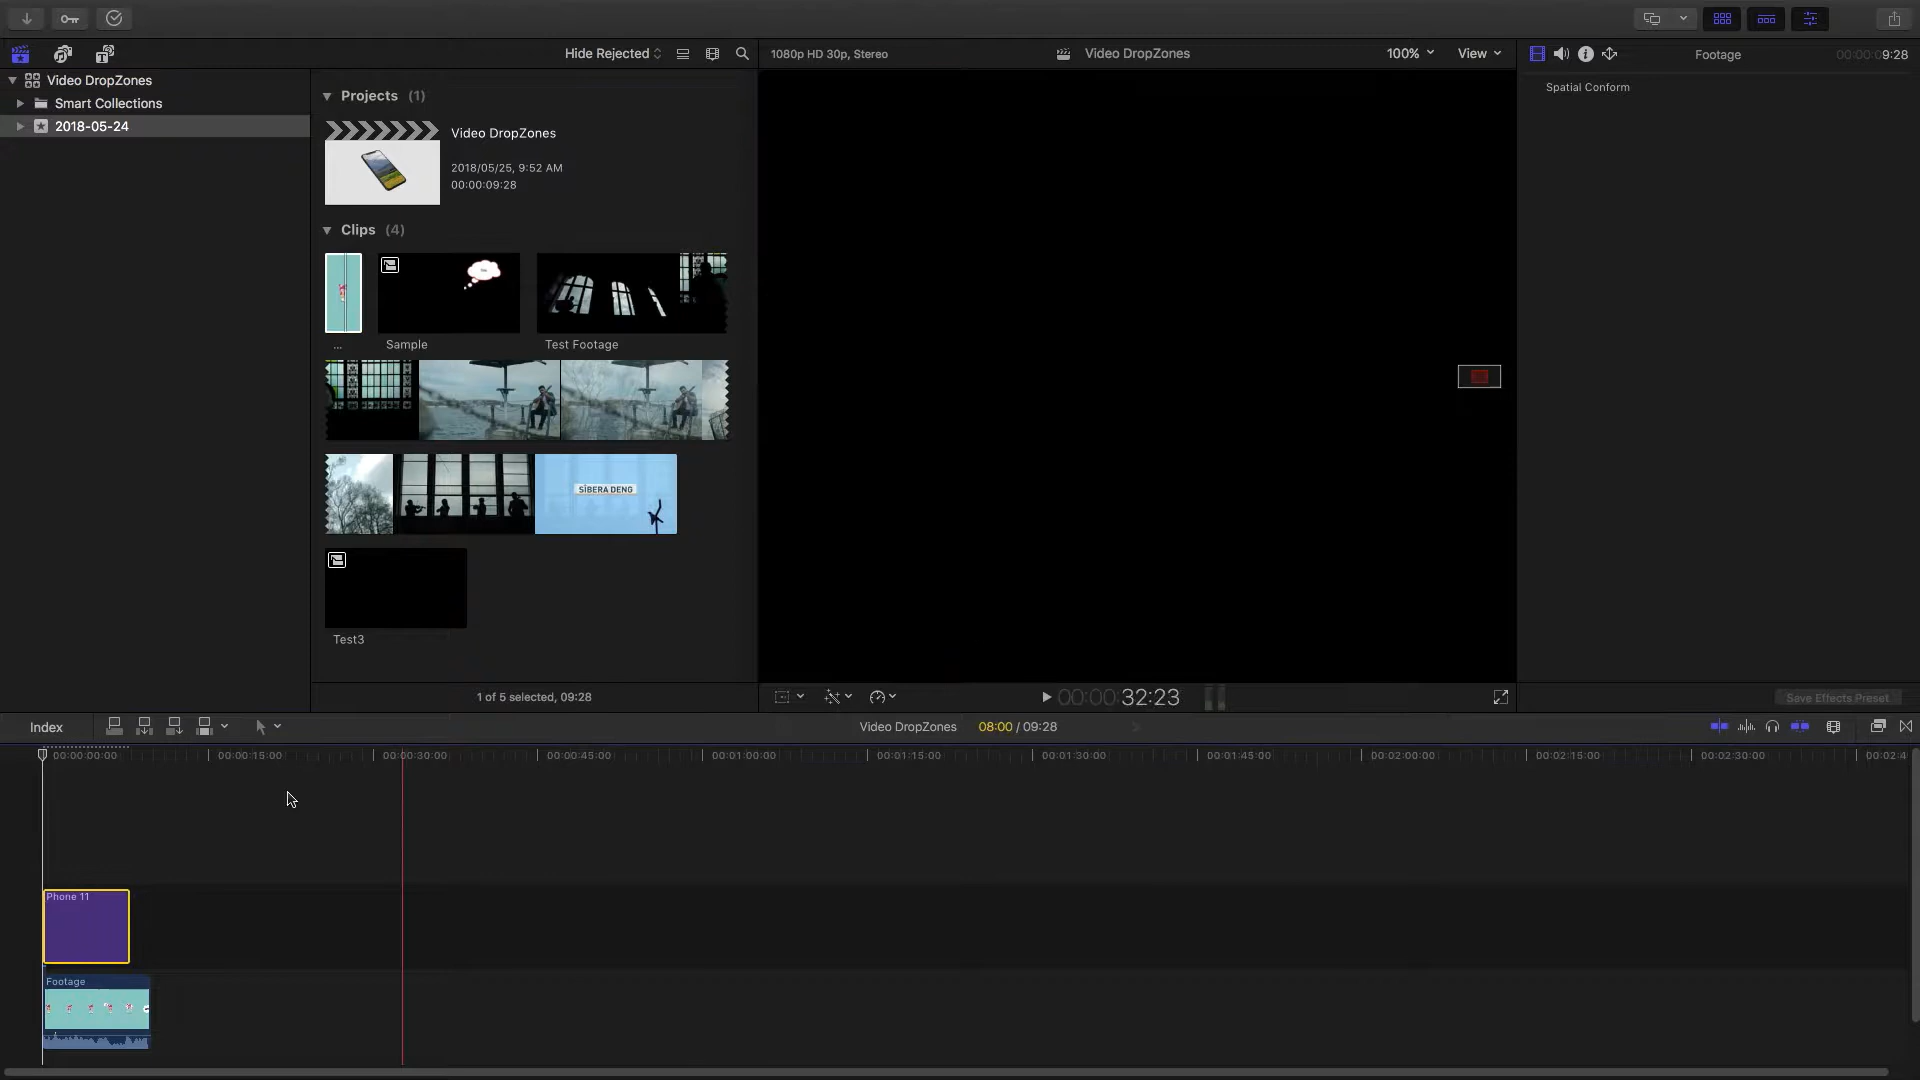 Hide Rejected
1080p HD 30p, Stereo
Video DropZones
100%
View
Footage
00:00:09:28
Video DropZones
Smart Collections
2018-05-24
Projects (1)
Video DropZones
2018/05/25, 9:52 AM
00:00:09:28
Clips (4)
...
Sample
Test Footage
SİBERA DENG
Test3
Spatial Conform
1 of 5 selected, 09:28
00:00:32:23
Save Effects Preset
Index
Video DropZones
08:00 / 09:28
00:00:00:00
00:00:15:00
00:00:30:00
00:00:45:00
00:01:00:00
00:01:15:00
00:01:30:00
00:01:45:00
00:02:00:00
00:02:15:00
00:02:30:00
00:02:4
Phone 11
Footage